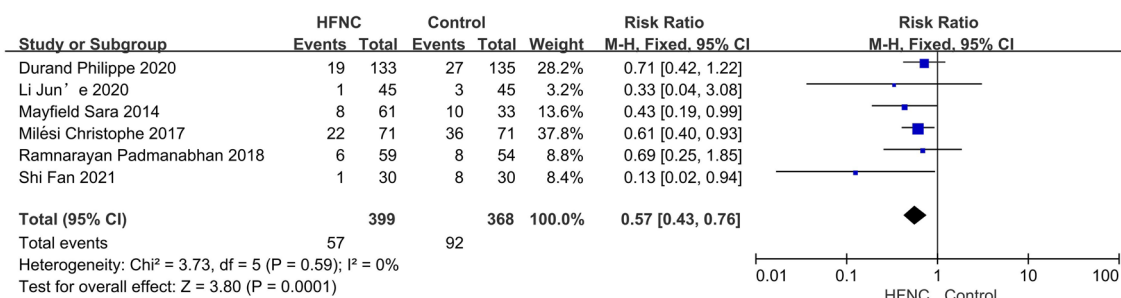 HFNC Control Risk Ratio Risk Ratio
Study or Subgroup Events Total Events Total Weight M-H, Fixed, 95% CI M-H, Fixed, 95% CI
Durand Philippe 2020 19 133 27 135 28.2% 0.71 [0.42, 1.22]
Li Jun’e 2020 1 45 3 45 3.2% 0.33 [0.04, 3.08]
Mayfield Sara 2014 8 61 10 33 13.6% 0.43 [0.19, 0.99]
Milési Christophe 2017 22 71 36 71 37.8% 0.61 [0.40, 0.93]
Ramnarayan Padmanabhan 2018 6 59 8 54 8.8% 0.69 [0.25, 1.85]
Shi Fan 2021 1 30 8 30 8.4% 0.13 [0.02, 0.94]
Total (95% CI) 399 368 100.0% 0.57 [0.43, 0.76]
Total events 57 92
Heterogeneity: Chi² = 3.73, df = 5 (P = 0.59); I² = 0%
Test for overall effect: Z = 3.80 (P = 0.0001)
0.01 0.1 1 10 100
HFNC Control